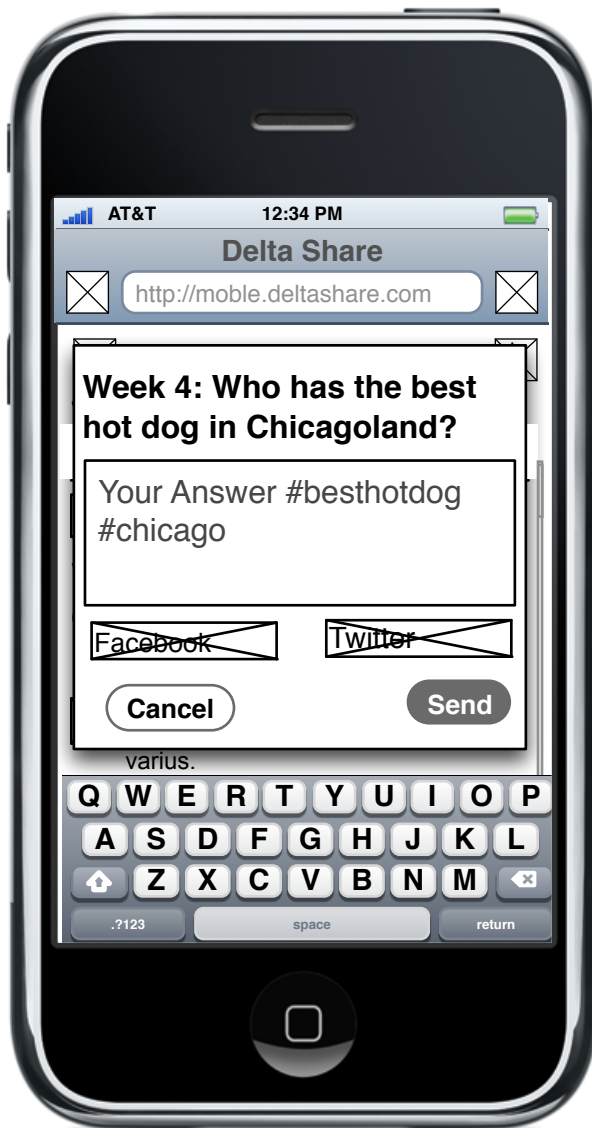 AT&T 12:34 PM
Delta Share
http://moble.deltashare.com
Week 4: Who has the best
hot dog in Chicagoland?
Your Answer #besthotdog
#chicago
Facebook Twitter
Cancel Send
varius.
Q W E R T Y U I O P
A S D F G H J K L
Z X C V B N M
.?123 space return